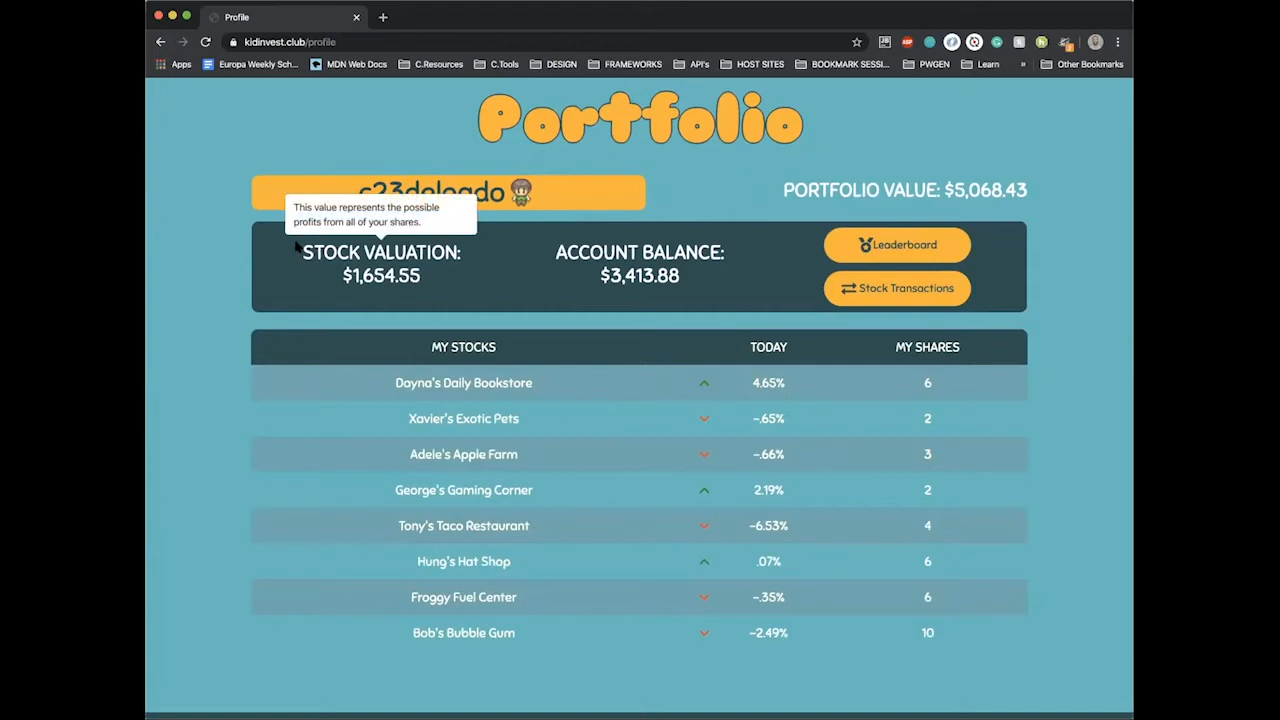 Profile
kidinvest.club/profile
Apps Europa Weekly Sch... MDN Web Docs C.Resources C.Tools DESIGN FRAMEWORKS API's HOST SITES BOOKMARK SESSI... PWGEN Learn » Other Bookmarks
Portfolio
PORTFOLIO VALUE: $5,068.43
This value represents the possible
profits from all of your shares.
STOCK VALUATION:
$1,654.55
ACCOUNT BALANCE:
$3,413.88
Leaderboard
Stock Transactions
MY STOCKS TODAY MY SHARES
Dayna's Daily Bookstore 4.65% 6
Xavier's Exotic Pets -.65% 2
Adele's Apple Farm -.66% 3
George's Gaming Corner 2.19% 2
Tony's Taco Restaurant -6.53% 4
Hung's Hat Shop .07% 6
Froggy Fuel Center -.35% 6
Bob's Bubble Gum -2.49% 10